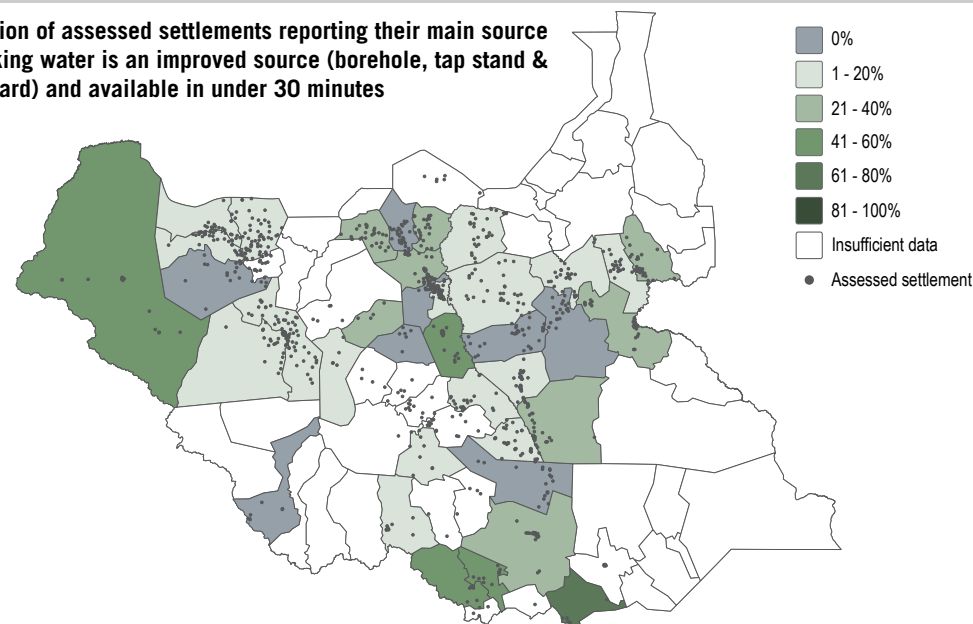 ion of assessed settlements reporting their main source
king water is an improved source (borehole, tap stand &
ard) and available in under 30 minutes
0%
1 - 20%
21 - 40%
41 - 60%
61 - 80%
81 - 100%
Insufficient data
Assessed settlement